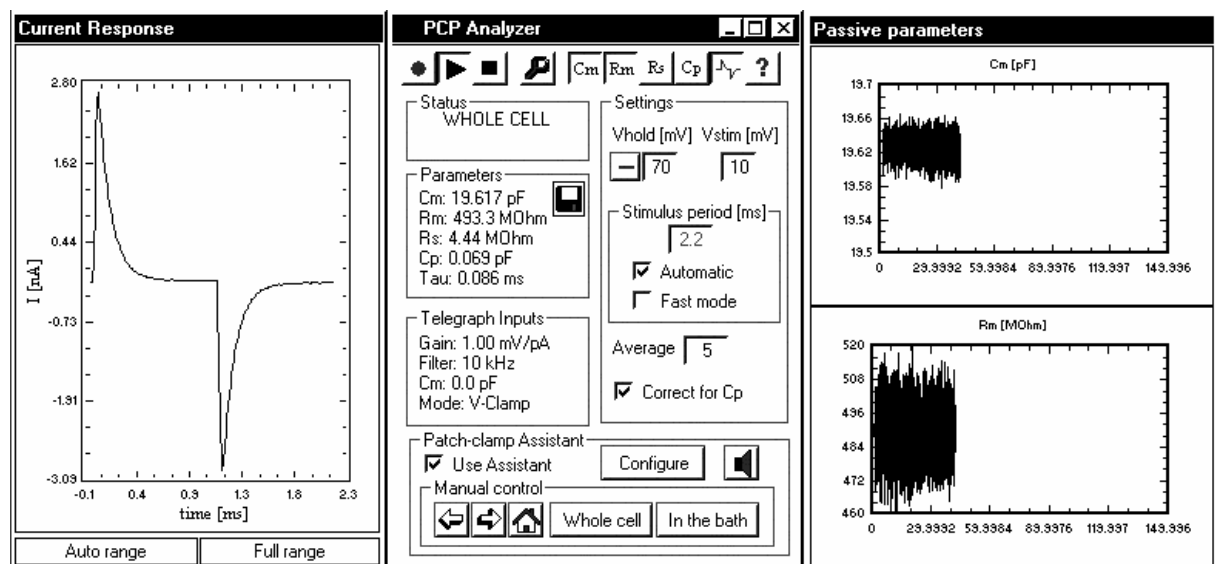 Current Response
2.80
1.62
0.44
-0.73
-1.91
-3.09
I [nA]
-0.1 0.4 0.9 1.3 1.8 2.3
time [ms]
Auto range Full range
PCP Analyzer
Cm Rm Rs Cp ?
Status
WHOLE CELL
Parameters
Cm: 19.617 pF
Rm: 493.3 MOhm
Rs: 4.44 MOhm
Cp: 0.069 pF
Tau: 0.086 ms
Telegraph Inputs
Gain: 1.00 mV/pA
Filter: 10 kHz
Cm: 0.0 pF
Mode: V-Clamp
Settings
Vhold [mV] Vstim [mV]
− 70 10
Stimulus period [ms]
2.2
Automatic
Fast mode
Average 5
Correct for Cp
Patch-clamp Assistant
Use Assistant Configure
Manual control
Whole cell In the bath
Passive parameters
Cm [pF]
19.7
19.66
19.62
19.58
19.54
19.5
0 29.9992 59.9984 89.9976 119.997 149.996
Rm [MOhm]
520
508
496
484
472
460
0 29.9992 59.9984 89.9976 119.997 149.996